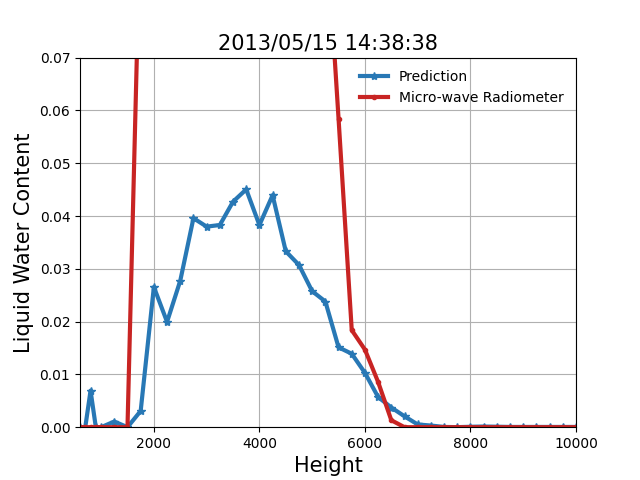 2013/05/15 14:38:38
Prediction
Micro-wave Radiometer
Liquid Water Content
0.07
0.06
0.05
0.04
0.03
0.02
0.01
0.00
2000 4000 6000 8000 10000
Height